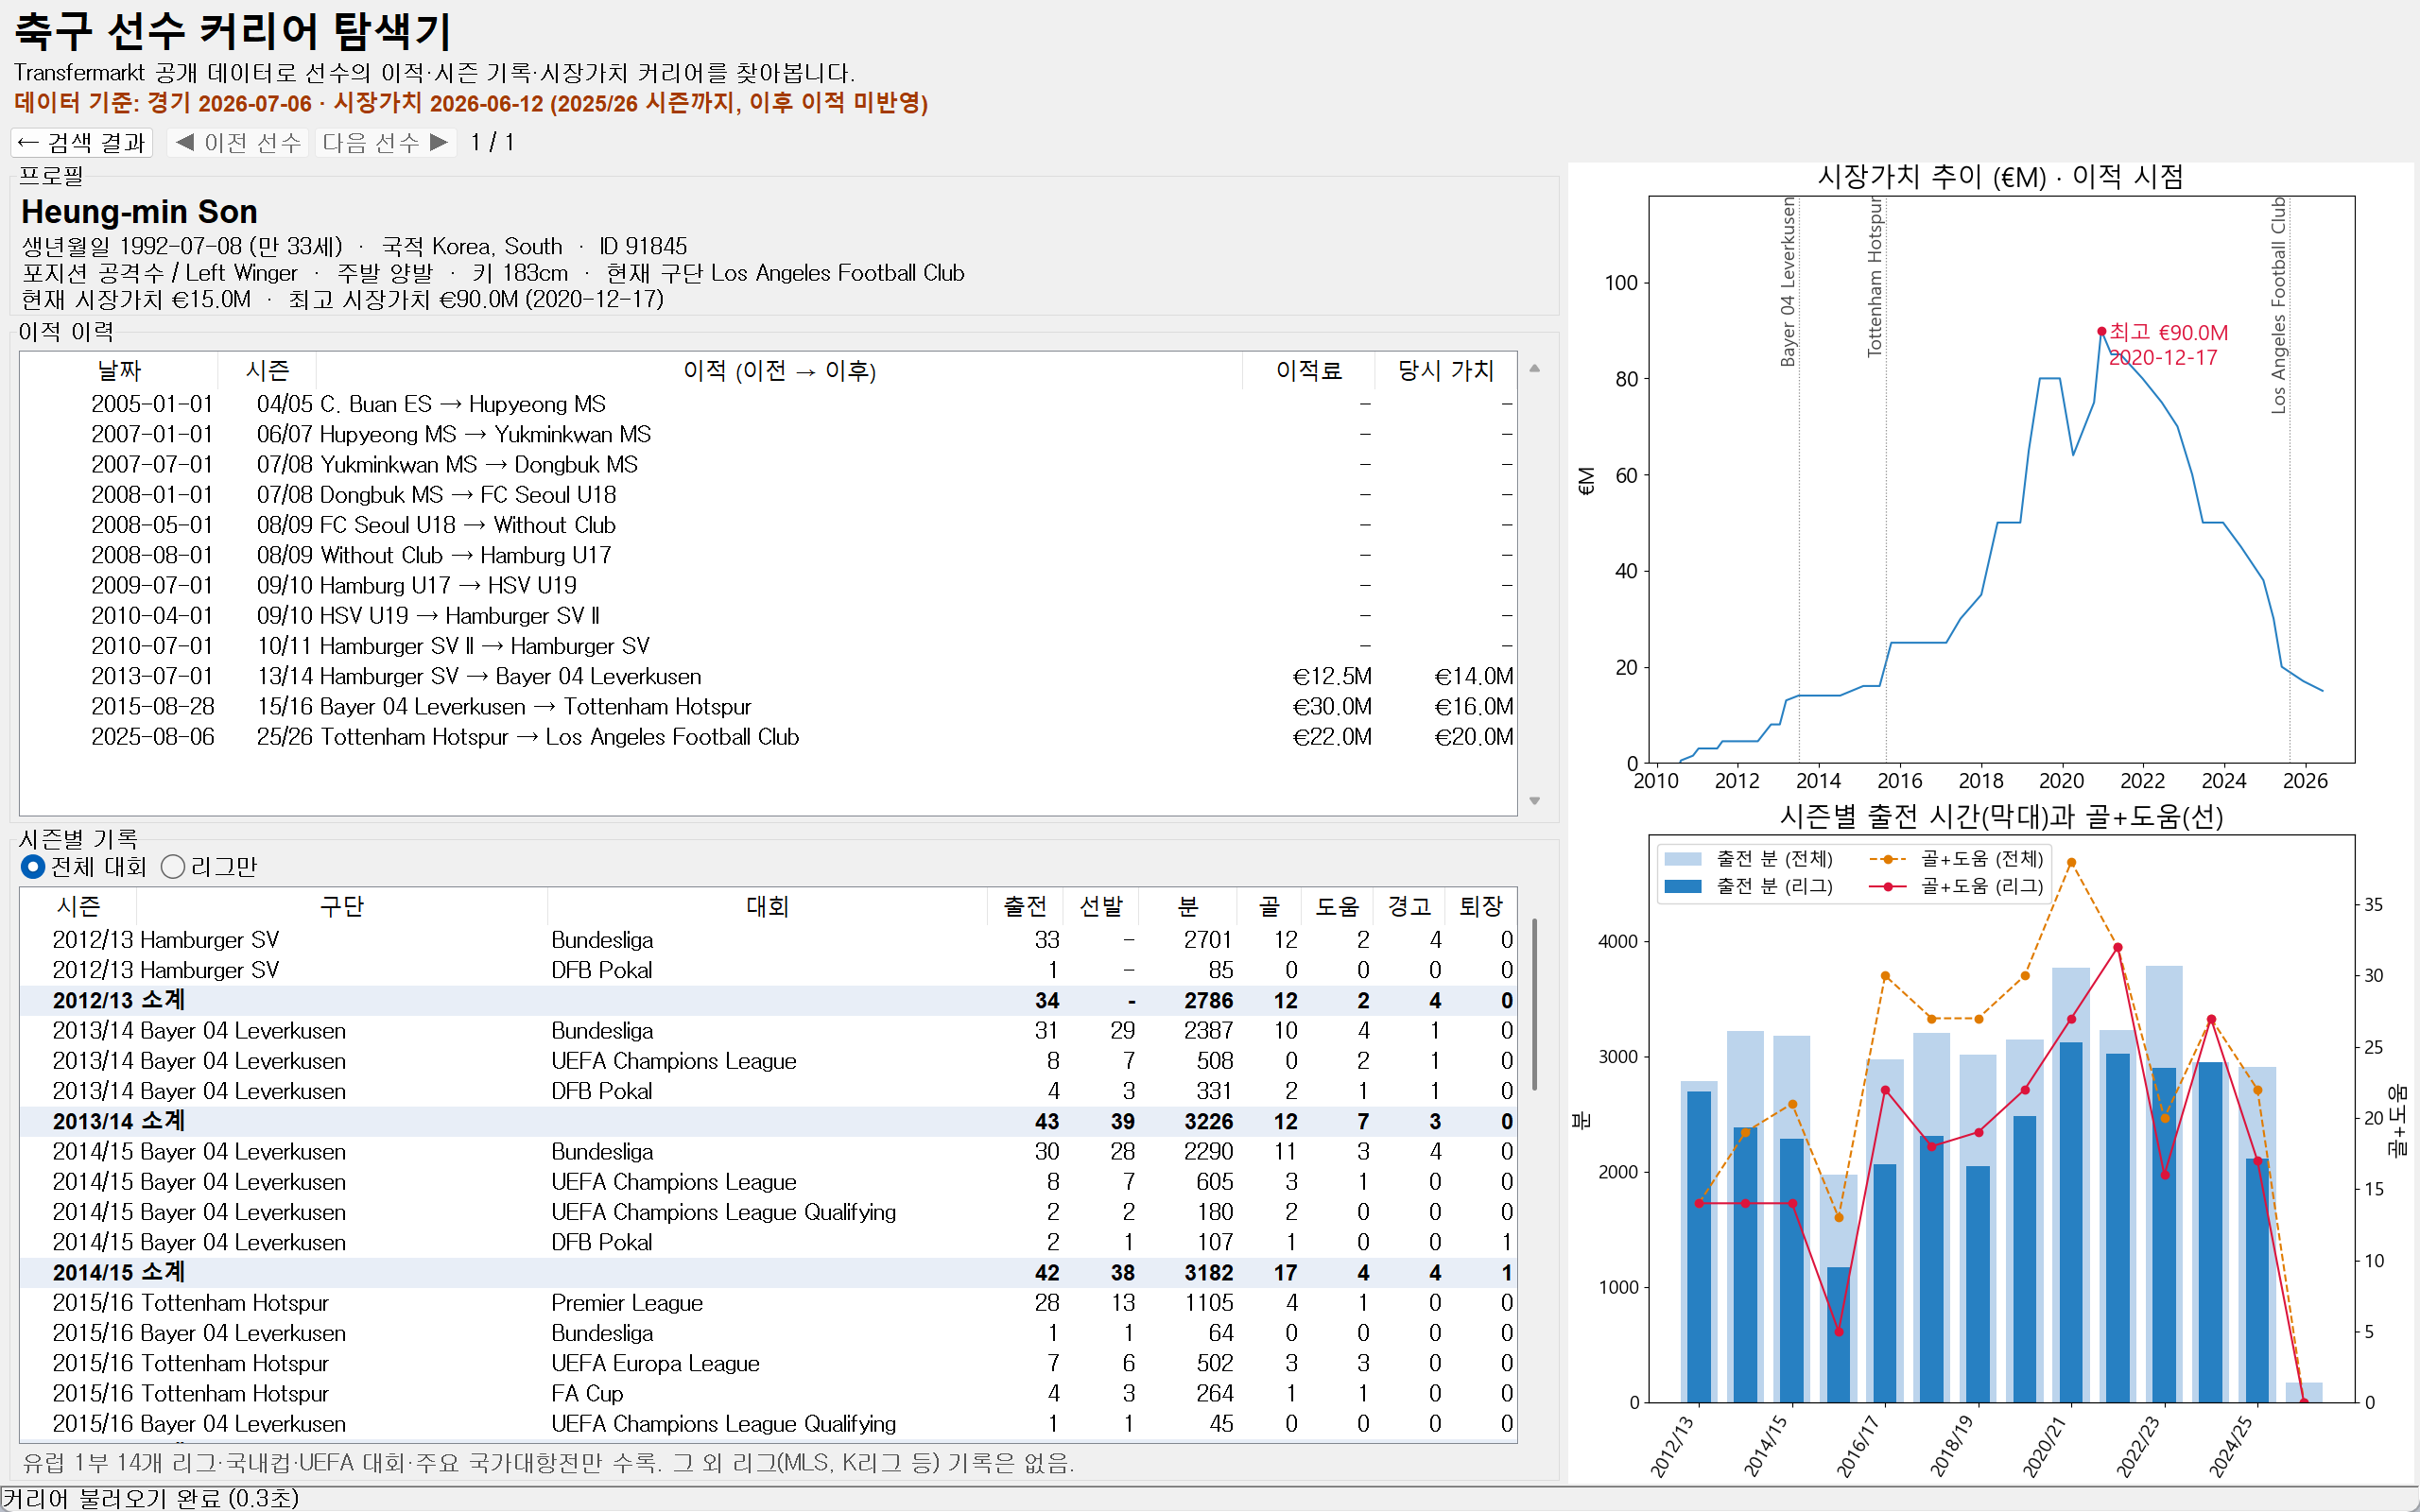 축구 선수 커리어 탐색기
Transfermarkt 공개 데이터로 선수의 이적·시즌 기록·시장가치 커리어를 찾아봅니다.
데이터 기준: 경기 2026-07-06 · 시장가치 2026-06-12 (2025/26 시즌까지, 이후 이적 미반영)
← 검색 결과 ◀ 이전 선수 다음 선수 ▶ 1 / 1
프로필
Heung-min Son
생년월일 1992-07-08 (만 33세) · 국적 Korea, South · ID 91845
포지션 공격수 / Left Winger · 주발 양발 · 키 183cm · 현재 구단 Los Angeles Football Club
현재 시장가치 €15.0M · 최고 시장가치 €90.0M (2020-12-17)
이적 이력
날짜 시즌 이적 (이전 → 이후) 이적료 당시 가치
2005-01-01 04/05 C. Buan ES → Hupyeong MS - -
2007-01-01 06/07 Hupyeong MS → Yukminkwan MS - -
2007-07-01 07/08 Yukminkwan MS → Dongbuk MS - -
2008-01-01 07/08 Dongbuk MS → FC Seoul U18 - -
2008-05-01 08/09 FC Seoul U18 → Without Club - -
2008-08-01 08/09 Without Club → Hamburg U17 - -
2009-07-01 09/10 Hamburg U17 → HSV U19 - -
2010-04-01 09/10 HSV U19 → Hamburger SV II - -
2010-07-01 10/11 Hamburger SV II → Hamburger SV - -
2013-07-01 13/14 Hamburger SV → Bayer 04 Leverkusen €12.5M €14.0M
2015-08-28 15/16 Bayer 04 Leverkusen → Tottenham Hotspur €30.0M €16.0M
2025-08-06 25/26 Tottenham Hotspur → Los Angeles Football Club €22.0M €20.0M
시즌별 기록
전체 대회 리그만
시즌 구단 대회 출전 선발 분 골 도움 경고 퇴장
2012/13 Hamburger SV Bundesliga 33 - 2701 12 2 4 0
2012/13 Hamburger SV DFB Pokal 1 - 85 0 0 0 0
2012/13 소계 34 - 2786 12 2 4 0
2013/14 Bayer 04 Leverkusen Bundesliga 31 29 2387 10 4 1 0
2013/14 Bayer 04 Leverkusen UEFA Champions League 8 7 508 0 2 1 0
2013/14 Bayer 04 Leverkusen DFB Pokal 4 3 331 2 1 1 0
2013/14 소계 43 39 3226 12 7 3 0
2014/15 Bayer 04 Leverkusen Bundesliga 30 28 2290 11 3 4 0
2014/15 Bayer 04 Leverkusen UEFA Champions League 8 7 605 3 1 0 0
2014/15 Bayer 04 Leverkusen UEFA Champions League Qualifying 2 2 180 2 0 0 0
2014/15 Bayer 04 Leverkusen DFB Pokal 2 1 107 1 0 0 1
2014/15 소계 42 38 3182 17 4 4 1
2015/16 Tottenham Hotspur Premier League 28 13 1105 4 1 0 0
2015/16 Bayer 04 Leverkusen Bundesliga 1 1 64 0 0 0 0
2015/16 Tottenham Hotspur UEFA Europa League 7 6 502 3 3 0 0
2015/16 Tottenham Hotspur FA Cup 4 3 264 1 1 0 0
2015/16 Bayer 04 Leverkusen UEFA Champions League Qualifying 1 1 45 0 0 0 0
유럽 1부 14개 리그·국내컵·UEFA 대회·주요 국가대항전만 수록. 그 외 리그(MLS, K리그 등) 기록은 없음.
커리어 불러오기 완료 (0.3초)
시장가치 추이 (€M) · 이적 시점
Bayer 04 Leverkusen
Tottenham Hotspur
Los Angeles Football Club
최고 €90.0M
2020-12-17
€M
100
80
60
40
20
0
2010 2012 2014 2016 2018 2020 2022 2024 2026
시즌별 출전 시간(막대)과 골+도움(선)
출전 분 (전체) 골+도움 (전체)
출전 분 (리그) 골+도움 (리그)
분
4000
3000
2000
1000
0
골+도움
35
30
25
20
15
10
5
0
2012/13 2014/15 2016/17 2018/19 2020/21 2022/23 2024/25